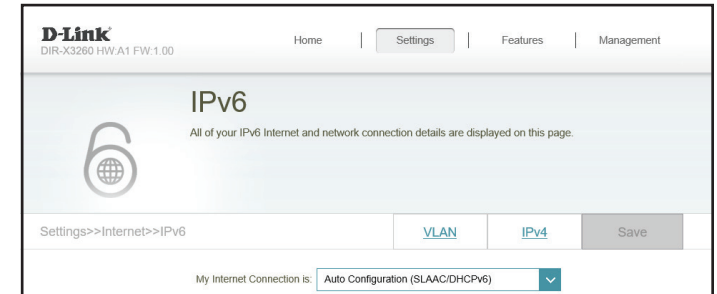 D-Link
DIR-X3260 HW:A1 FW:1.00
Home | Settings | Features | Management
IPv6
All of your IPv6 Internet and network connection details are displayed on this page.
Settings>>Internet>>IPv6 VLAN IPv4 Save
My Internet Connection is: Auto Configuration (SLAAC/DHCPv6)